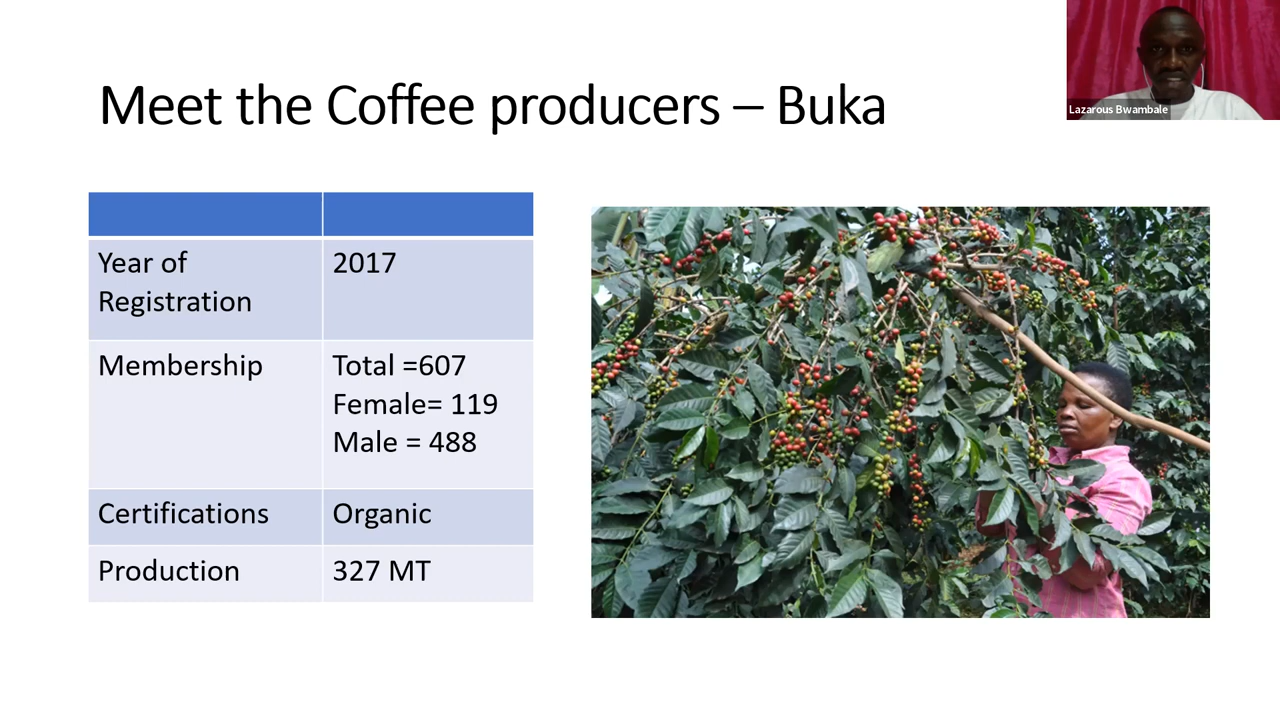 Meet the Coffee producers – Buka
Lazarous Bwambale
Year of
Registration
2017
Membership
Total =607
Female= 119
Male = 488
Certifications
Organic
Production
327 MT